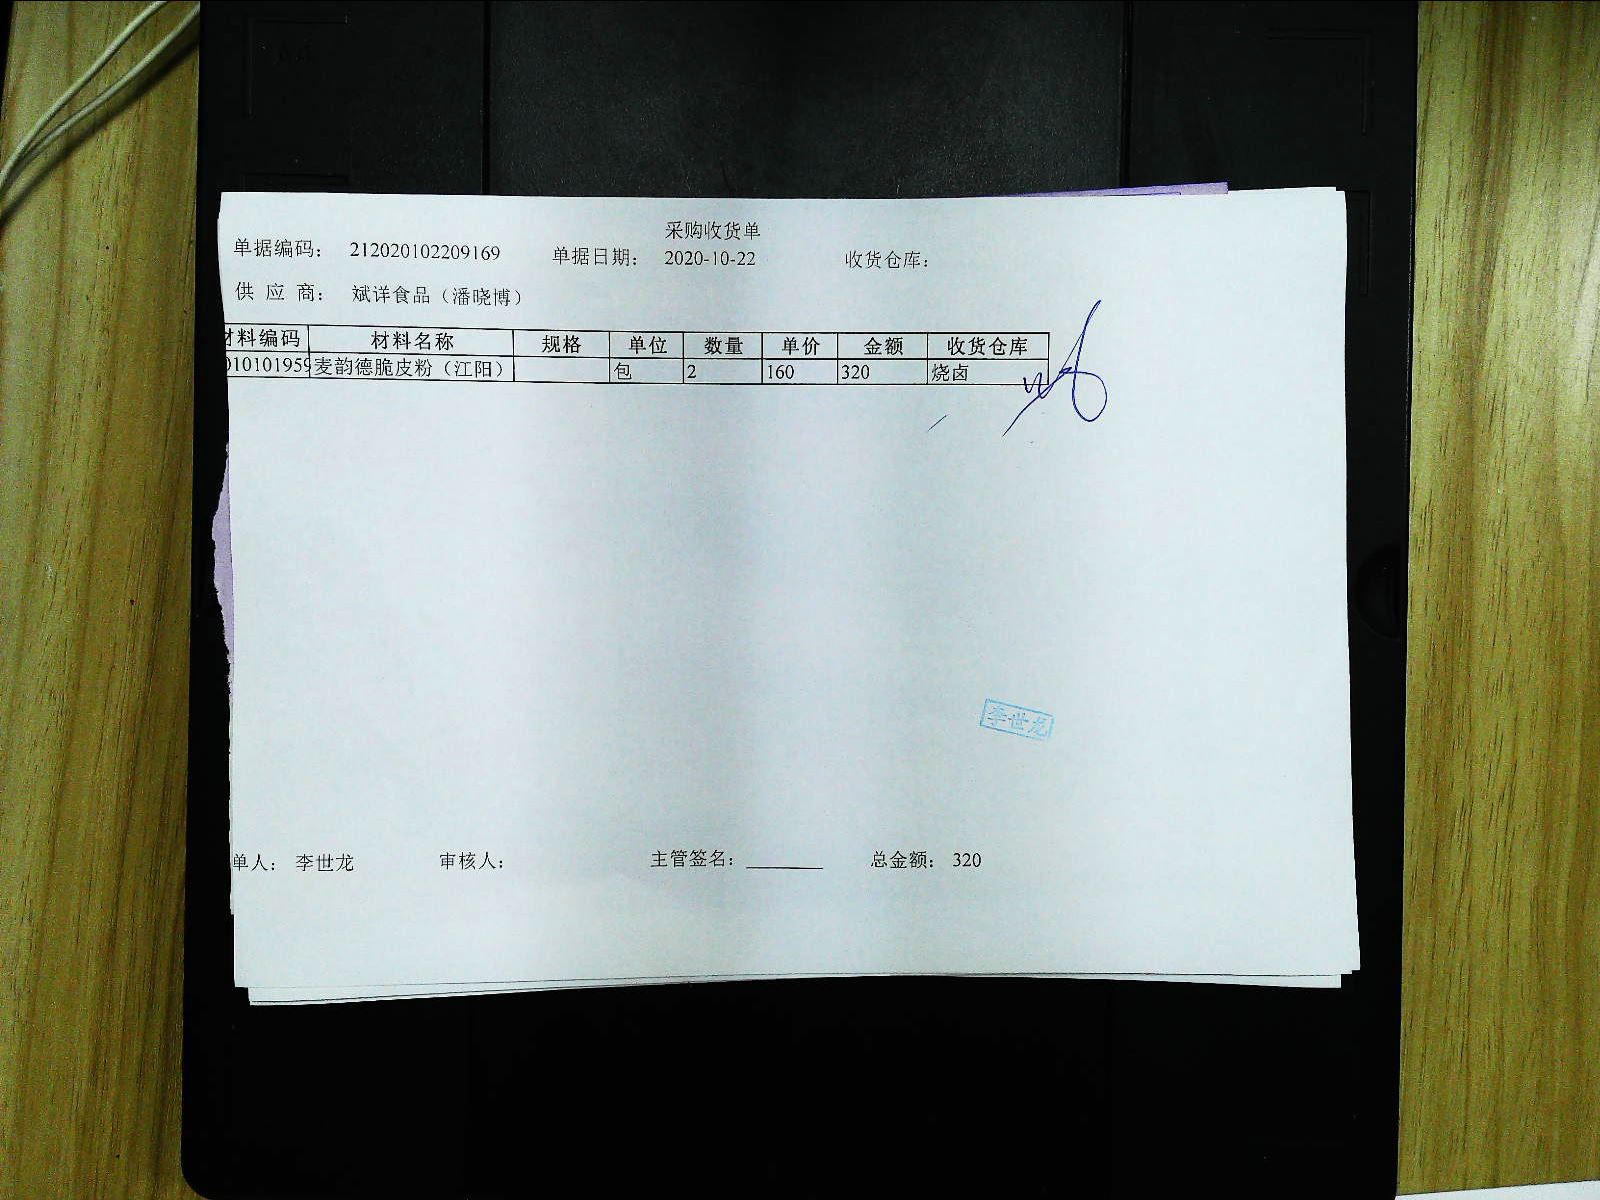 采购收货单
单据编码： 212020102209169 单据日期： 2020-10-22 收货仓库：
供 应 商： 斌详食品（潘晓博）
材料编码 材料名称 规格 单位 数量 单价 金额 收货仓库
010101959 麦韵德脆皮粉（江阳） 包 2 160 320 烧卤
李世龙
单人： 李世龙 审核人： 主管签名： 总金额： 320